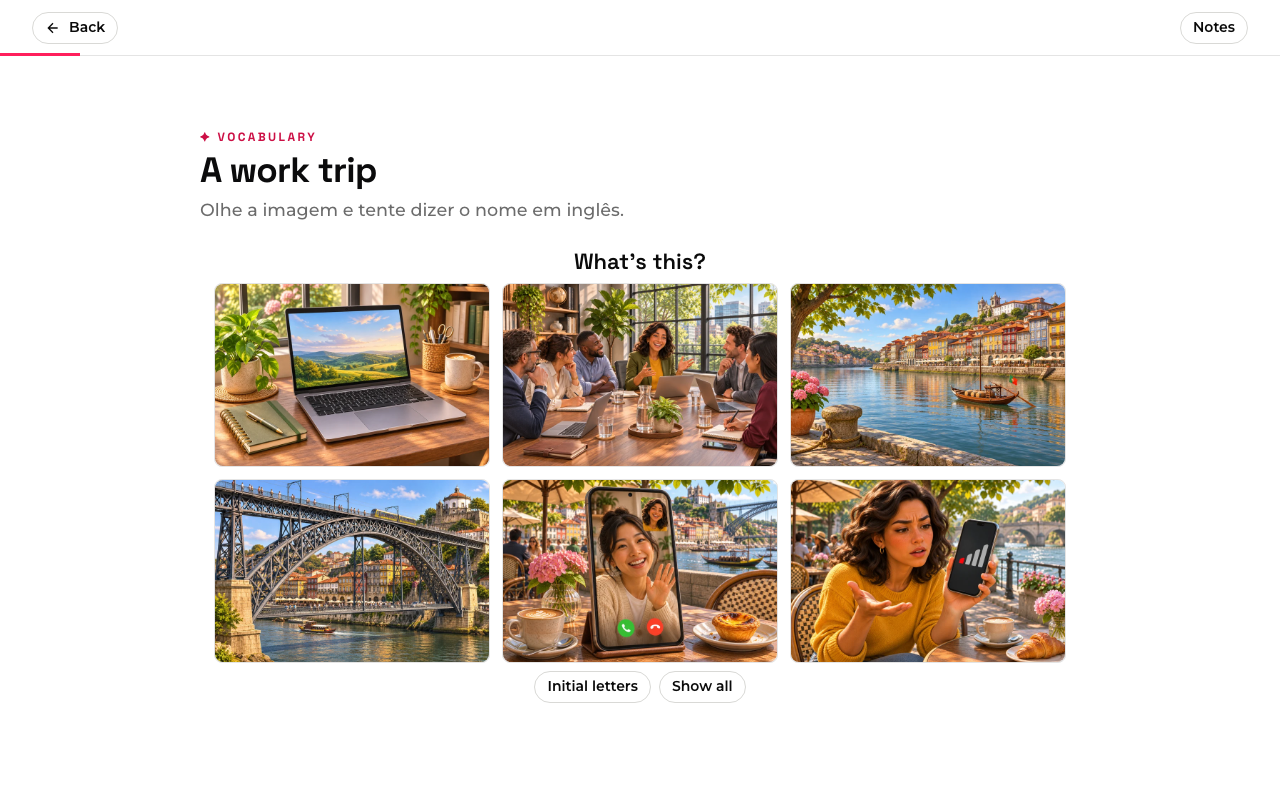 Back
Notes
VOCABULARY
A work trip
Olhe a imagem e tente dizer o nome em inglês.
What's this?
Initial letters
Show all